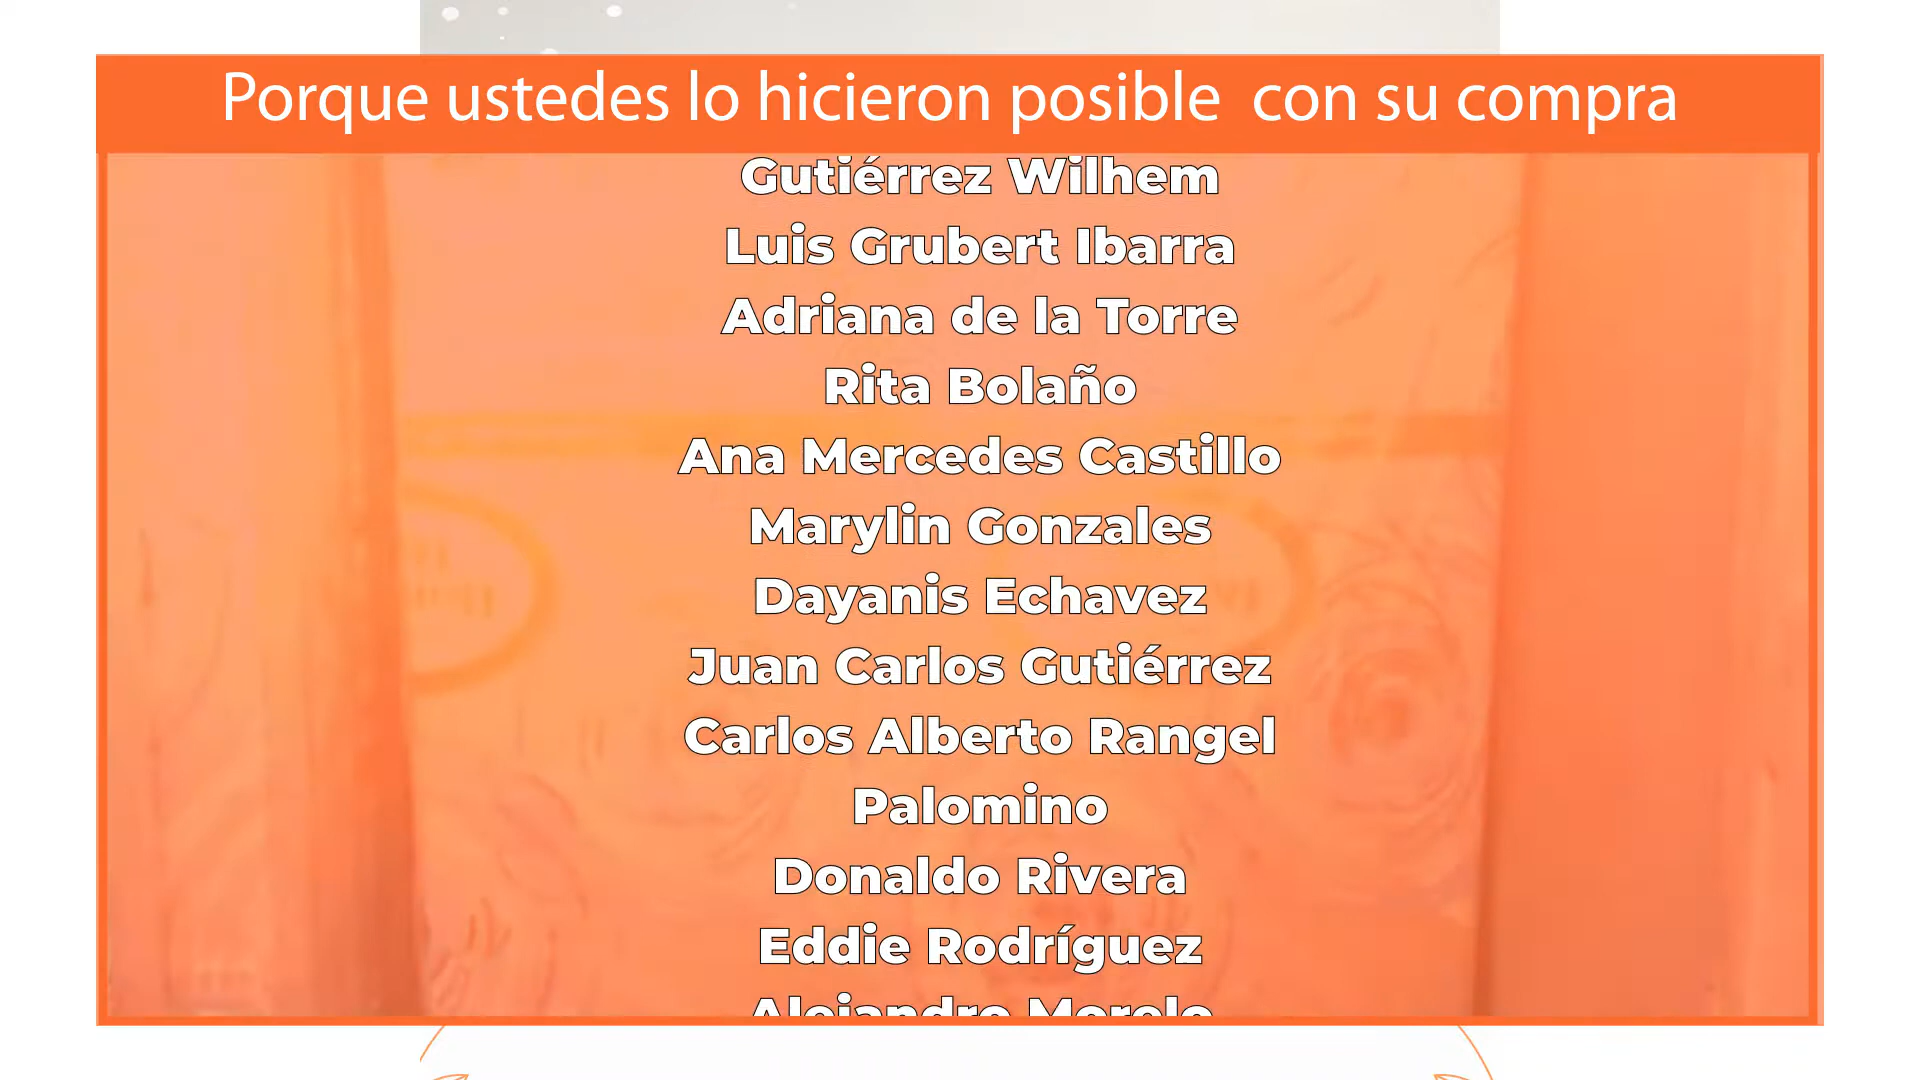 Porque ustedes lo hicieron posible con su compra
Gutiérrez Wilhem
Luis Grubert Ibarra
Adriana de la Torre
Rita Bolaño
Ana Mercedes Castillo
Marylin Gonzales
Dayanis Echavez
Juan Carlos Gutiérrez
Carlos Alberto Rangel
Palomino
Donaldo Rivera
Eddie Rodríguez
Alejandro